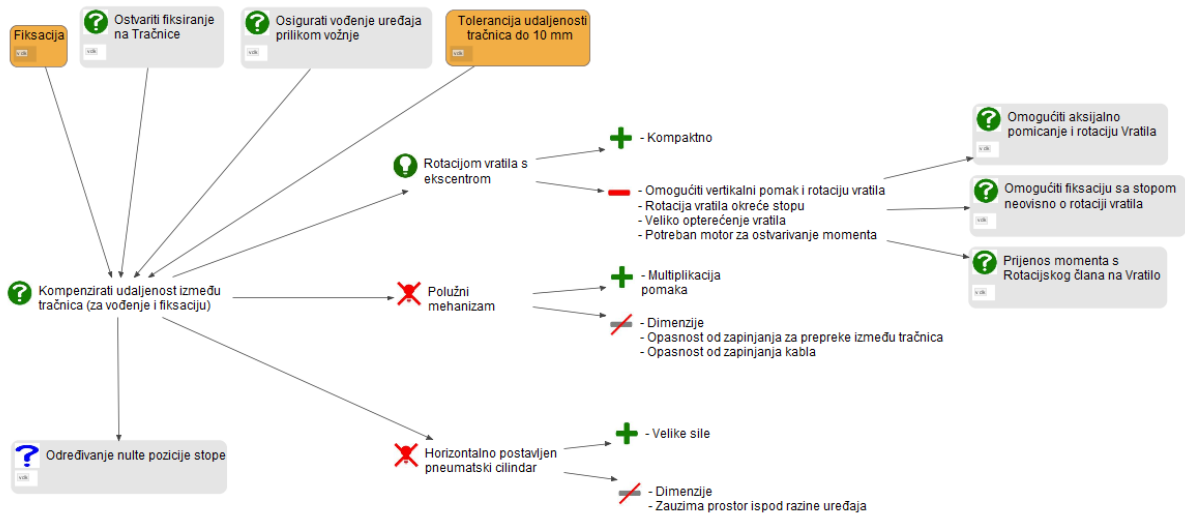 Fiksacija
Ostvariti fiksiranje
na Tračnice
Osigurati vođenje uređaja
prilikom vožnje
Tolerancija udaljenosti
tračnica do 10 mm
Rotacijom vratila s
ekscentrom
- Kompaktno
- Omogućiti vertikalni pomak i rotaciju vratila
- Rotacija vratila okreće stopu
- Veliko opterećenje vratila
- Potreban motor za ostvarivanje momenta
Omogućiti aksijalno
pomicanje i rotaciju Vratila
Omogućiti fiksaciju sa stopom
neovisno o rotaciji vratila
Prijenos momenta s
Rotacijskog člana na Vratilo
Kompenzirati udaljenost između
tračnica (za vođenje i fiksaciju)
Polužni
mehanizam
- Multiplikacija
pomaka
- Dimenzije
- Opasnost od zapinjanja za prepreke između tračnica
- Opasnost od zapinjanja kabla
Određivanje nulte pozicije stope
Horizontalno postavljen
pneumatski cilindar
- Velike sile
- Dimenzije
- Zauzima prostor ispod razine uređaja